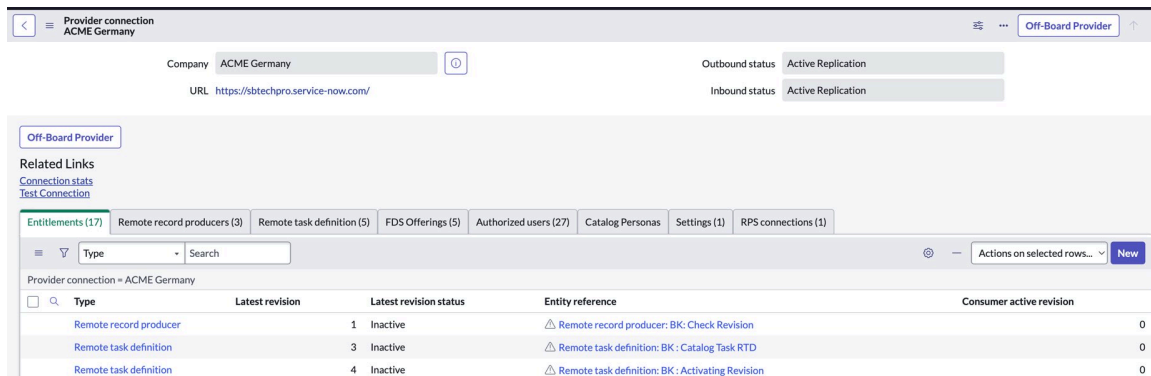 Provider connection
ACME Germany
Off-Board Provider
Company ACME Germany
Outbound status Active Replication
URL https://sbtechpro.service-now.com/
Inbound status Active Replication
Off-Board Provider
Related Links
Connection stats
Test Connection
Entitlements (17) Remote record producers (3) Remote task definition (5) FDS Offerings (5) Authorized users (27) Catalog Personas Settings (1) RPS connections (1)
Type Search Actions on selected rows... New
Provider connection = ACME Germany
Type Latest revision Latest revision status Entity reference Consumer active revision
Remote record producer 1 Inactive Remote record producer: BK: Check Revision 0
Remote task definition 3 Inactive Remote task definition: BK : Catalog Task RTD 0
Remote task definition 4 Inactive Remote task definition: BK : Activating Revision 0